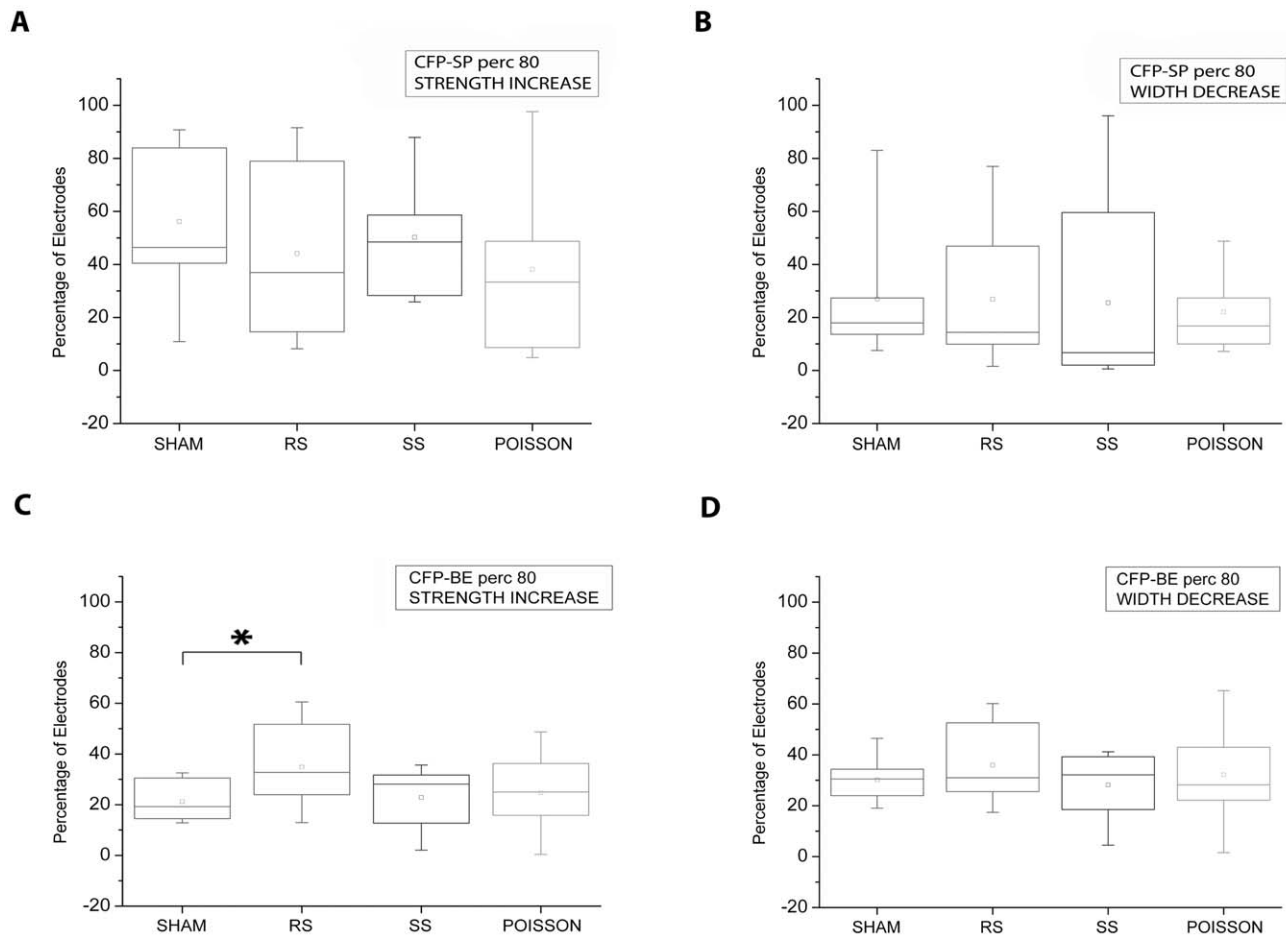 A
CFP-SP perc 80
STRENGTH INCREASE
Percentage of Electrodes
100
80
60
40
20
0
-20
SHAM RS SS POISSON
B
CFP-SP perc 80
WIDTH DECREASE
Percentage of Electrodes
100
80
60
40
20
0
-20
SHAM RS SS POISSON
C
CFP-BE perc 80
STRENGTH INCREASE
Percentage of Electrodes
100
80
60
40
20
0
-20
*
SHAM RS SS POISSON
D
CFP-BE perc 80
WIDTH DECREASE
Percentage of Electrodes
100
80
60
40
20
0
-20
SHAM RS SS POISSON